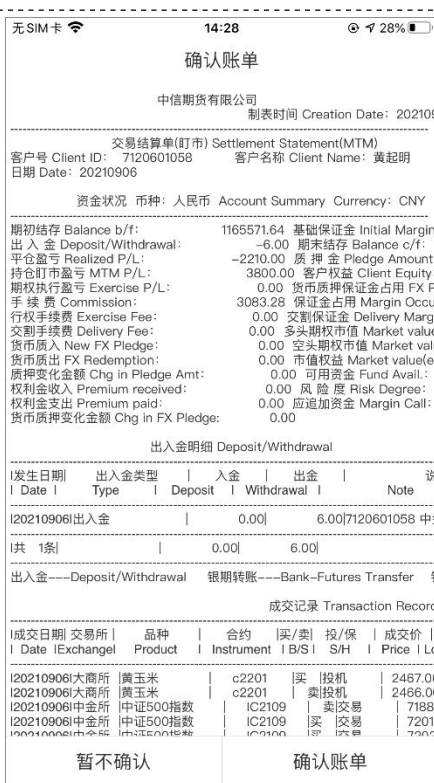 无SIM卡 14:28 28%
确认账单
中信期货有限公司
制表时间 Creation Date：202109
交易结算单(盯市) Settlement Statement(MTM)
客户号 Client ID： 7120601058 客户名称 Client Name：黄起明
日期 Date：20210906
资金状况 币种：人民币 Account Summary Currency：CNY
期初结存 Balance b/f： 1165571.64 基础保证金 Initial Margin
出 入 金 Deposit/Withdrawal： -6.00 期末结存 Balance c/f：
平仓盈亏 Realized P/L： -2210.00 质 押 金 Pledge Amount
持仓盯市盈亏 MTM P/L： 3800.00 客户权益 Client Equity
期权执行盈亏 Exercise P/L： 0.00 货币质押保证金占用 FX P
手 续 费 Commission： 3083.28 保证金占用 Margin Occu
行权手续费 Exercise Fee： 0.00 交割保证金 Delivery Marg
交割手续费 Delivery Fee： 0.00 多头期权市值 Market value
货币质入 New FX Pledge： 0.00 空头期权市值 Market val
货币质出 FX Redemption： 0.00 市值权益 Market value(e
质押变化金额 Chg in Pledge Amt： 0.00 可用资金 Fund Avail.：
权利金收入 Premium received： 0.00 风 险 度 Risk Degree：
权利金支出 Premium paid： 0.00 应追加资金 Margin Call：
货币质押变化金额 Chg in FX Pledge： 0.00
出入金明细 Deposit/Withdrawal
|发生日期| 出入金类型 | 入金 | 出金 | 说
| Date | Type | Deposit | Withdrawal | Note
|20210906|出入金 | 0.00| 6.00|7120601058 中
|共 1条| | 0.00| 6.00|
出入金---Deposit/Withdrawal 银期转账---Bank-Futures Transfer
成交记录 Transaction Recor
|成交日期| 交易所 | 品种 | 合约 |买/卖| 投/保 | 成交价 |
| Date |Exchange| Product | Instrument | B/S | S/H | Price | Lo
|20210906|大商所 |黄玉米 | c2201 |买 |投机 | 2467.0
|20210906|大商所 |黄玉米 | c2201 | 卖|投机 | 2466.0
|20210906|中金所 |中证500指数 | IC2109 | 卖|交易 | 7188
|20210906|中金所 |中证500指数 | IC2109 |买 |交易 | 7201
|20210906|中金所 |中证500指数 | IC2109 |买 |交易 | 7202
暂不确认 确认账单